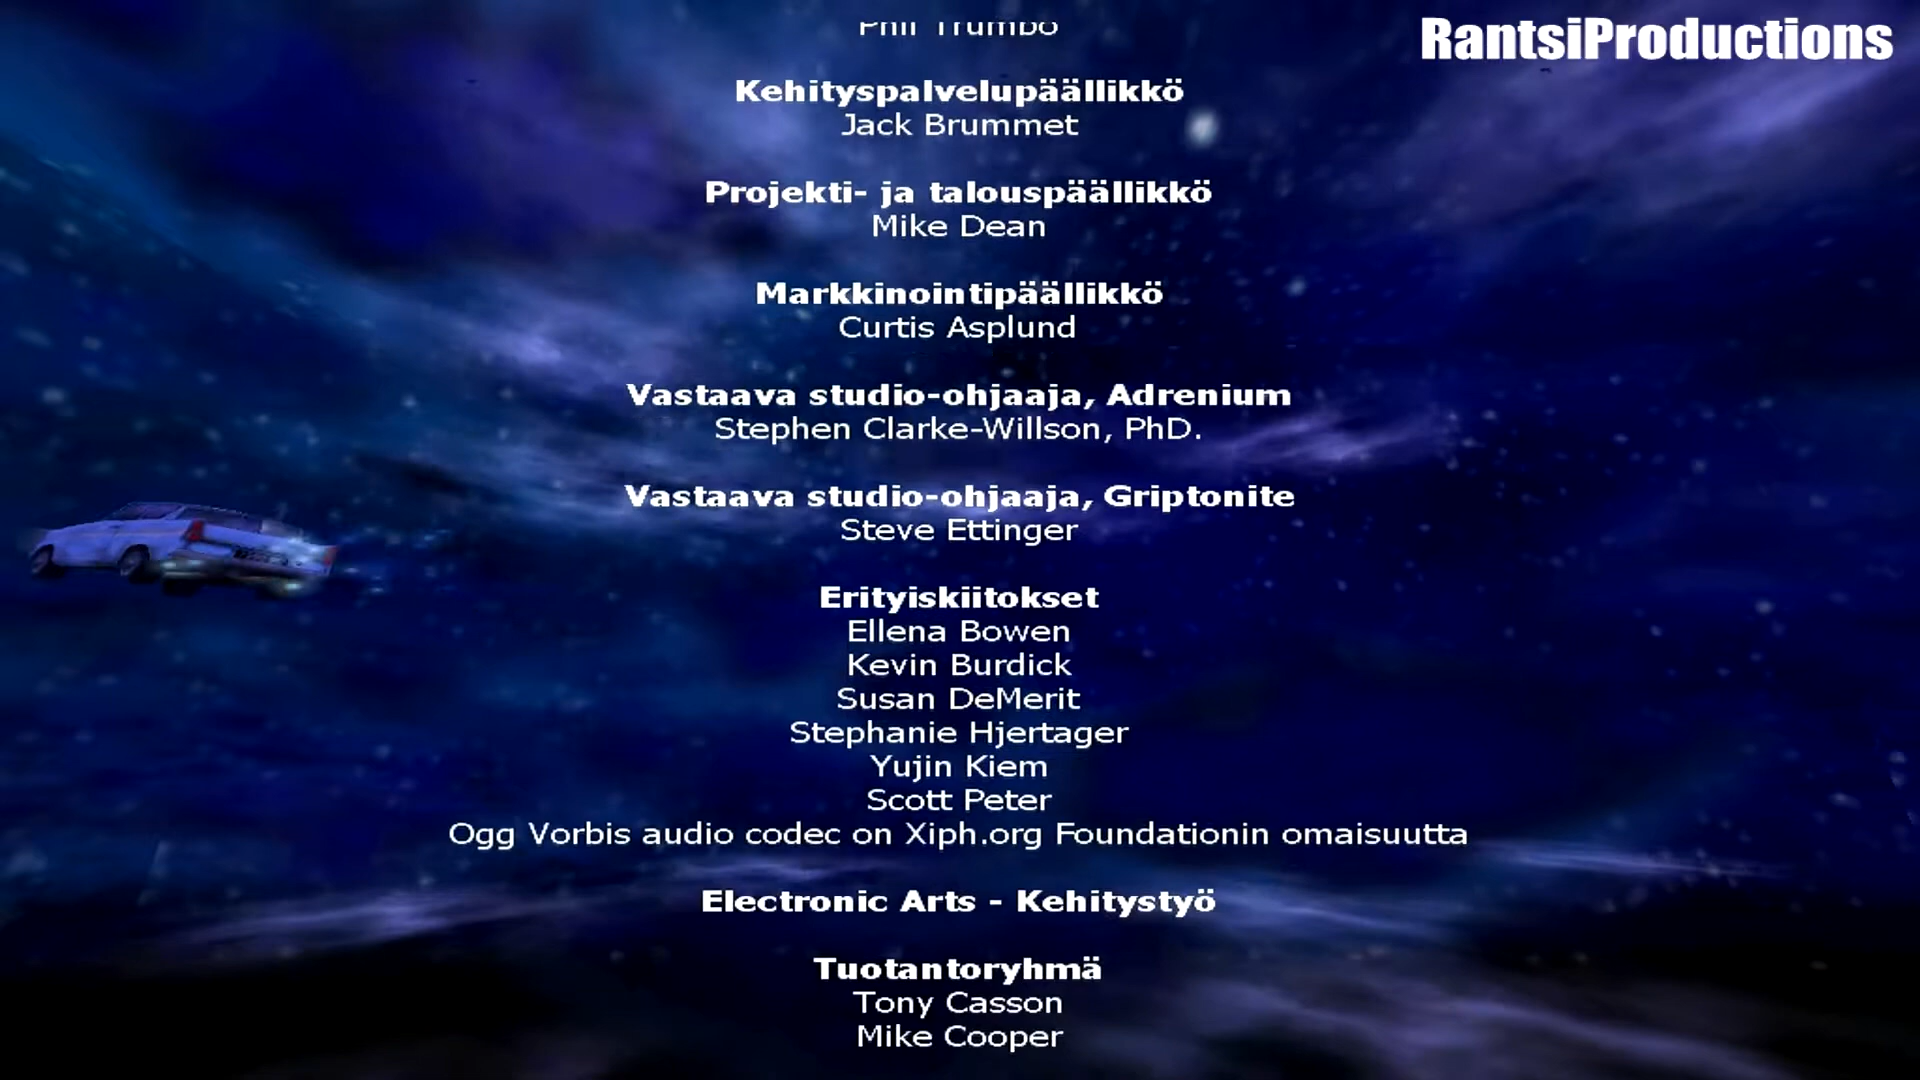 Phil Trumbo
RantsiProductions
Kehityspalvelupäällikkö
Jack Brummet
Projekti- ja talouspäällikkö
Mike Dean
Markkinointipäällikkö
Curtis Asplund
Vastaava studio-ohjaaja, Adrenium
Stephen Clarke-Willson, PhD.
Vastaava studio-ohjaaja, Griptonite
Steve Ettinger
Erityiskiitokset
Ellena Bowen
Kevin Burdick
Susan DeMerit
Stephanie Hjertager
Yujin Kiem
Scott Peter
Ogg Vorbis audio codec on Xiph.org Foundationin omaisuutta
Electronic Arts - Kehitystyö
Tuotantoryhmä
Tony Casson
Mike Cooper